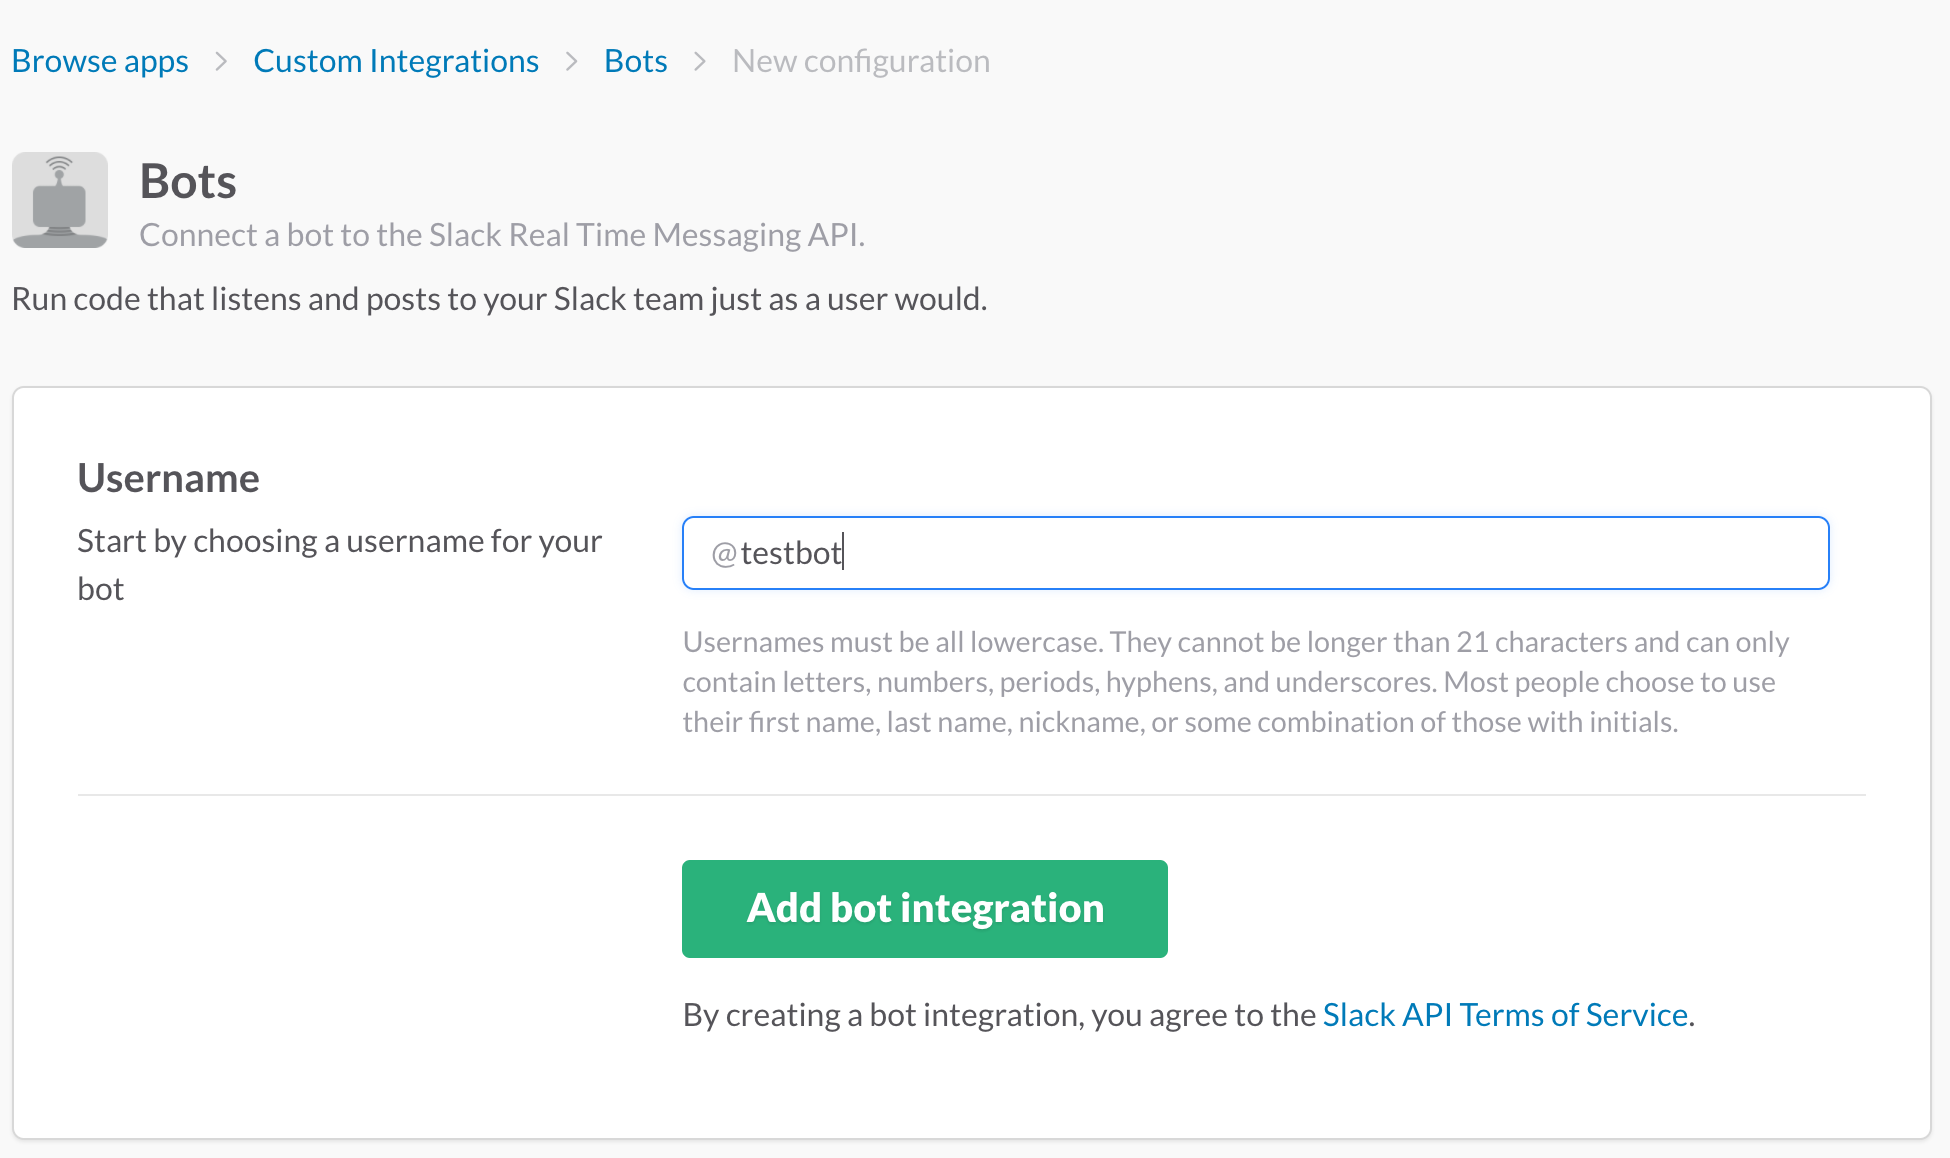 Browse apps > Custom Integrations > Bots > New configuration
Bots
Connect a bot to the Slack Real Time Messaging API.
Run code that listens and posts to your Slack team just as a user would.
Username
Start by choosing a username for your
bot
@testbot
Usernames must be all lowercase. They cannot be longer than 21 characters and can only
contain letters, numbers, periods, hyphens, and underscores. Most people choose to use
their first name, last name, nickname, or some combination of those with initials.
Add bot integration
By creating a bot integration, you agree to the Slack API Terms of Service.